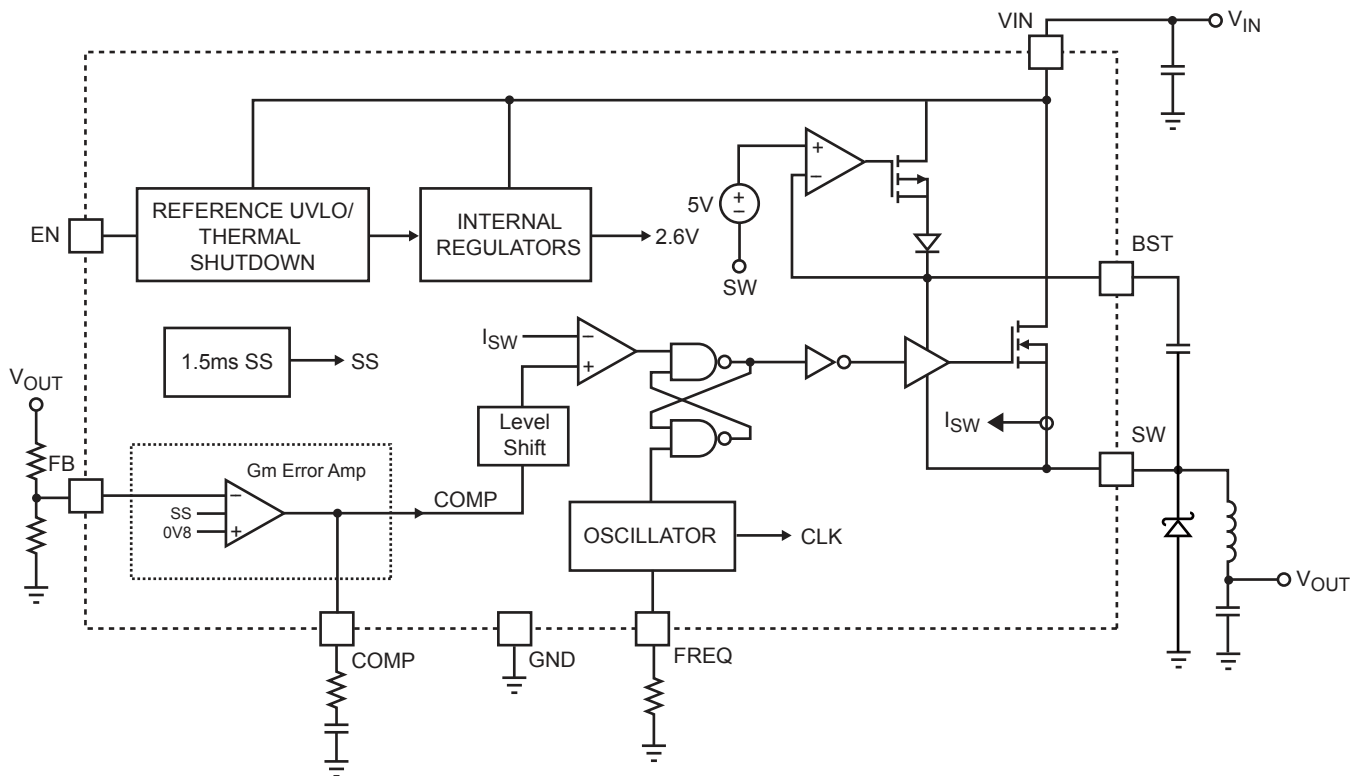 VIN
V_IN
EN
REFERENCE UVLO/
THERMAL
SHUTDOWN
INTERNAL
REGULATORS
2.6V
5V
+
−
SW
+
−
BST
1.5ms SS
SS
I_SW
−
+
V_OUT
Level
Shift
I_SW
SW
FB
Gm Error Amp
−
SS
0V8
+
COMP
OSCILLATOR
CLK
V_OUT
COMP
GND
FREQ